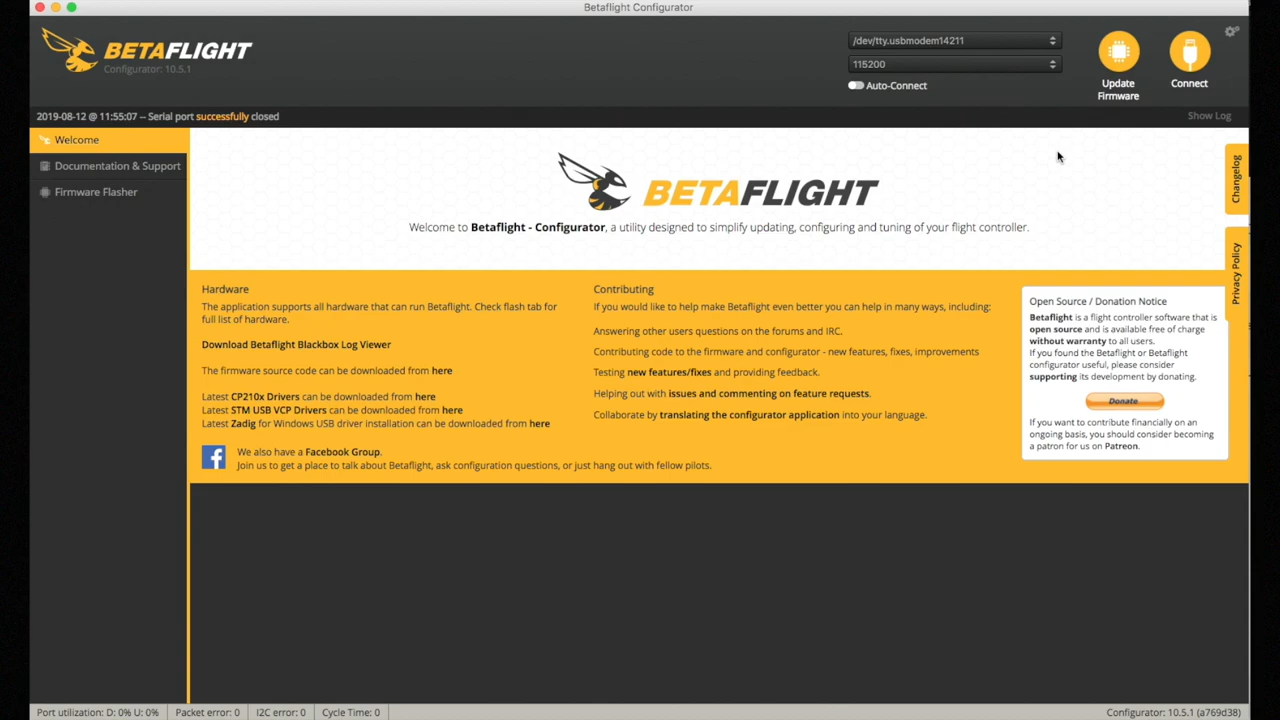 Betaflight Configurator
BETAFLIGHT
Configurator: 10.5.1
/dev/tty.usbmodem14211
115200
Auto-Connect
Update
Firmware
Connect
2019-08-12 @ 11:55:07 -- Serial port successfully closed
Show Log
Welcome
Documentation & Support
Firmware Flasher
BETAFLIGHT
Welcome to Betaflight - Configurator, a utility designed to simplify updating, configuring and tuning of your flight controller.
Changelog
Privacy Policy
Hardware
The application supports all hardware that can run Betaflight. Check flash tab for
full list of hardware.
Download Betaflight Blackbox Log Viewer
The firmware source code can be downloaded from here
Latest CP210x Drivers can be downloaded from here
Latest STM USB VCP Drivers can be downloaded from here
Latest Zadig for Windows USB driver installation can be downloaded from here
We also have a Facebook Group.
Join us to get a place to talk about Betaflight, ask configuration questions, or just hang out with fellow pilots.
Contributing
If you would like to help make Betaflight even better you can help in many ways, including:
Answering other users questions on the forums and IRC.
Contributing code to the firmware and configurator - new features, fixes, improvements
Testing new features/fixes and providing feedback.
Helping out with issues and commenting on feature requests.
Collaborate by translating the configurator application into your language.
Open Source / Donation Notice
Betaflight is a flight controller software that is
open source and is available free of charge
without warranty to all users.
If you found the Betaflight or Betaflight
configurator useful, please consider
supporting its development by donating.
Donate
If you want to contribute financially on an
ongoing basis, you should consider becoming
a patron for us on Patreon.
Port utilization: D: 0% U: 0%
Packet error: 0
I2C error: 0
Cycle Time: 0
Configurator: 10.5.1 (a769d38)